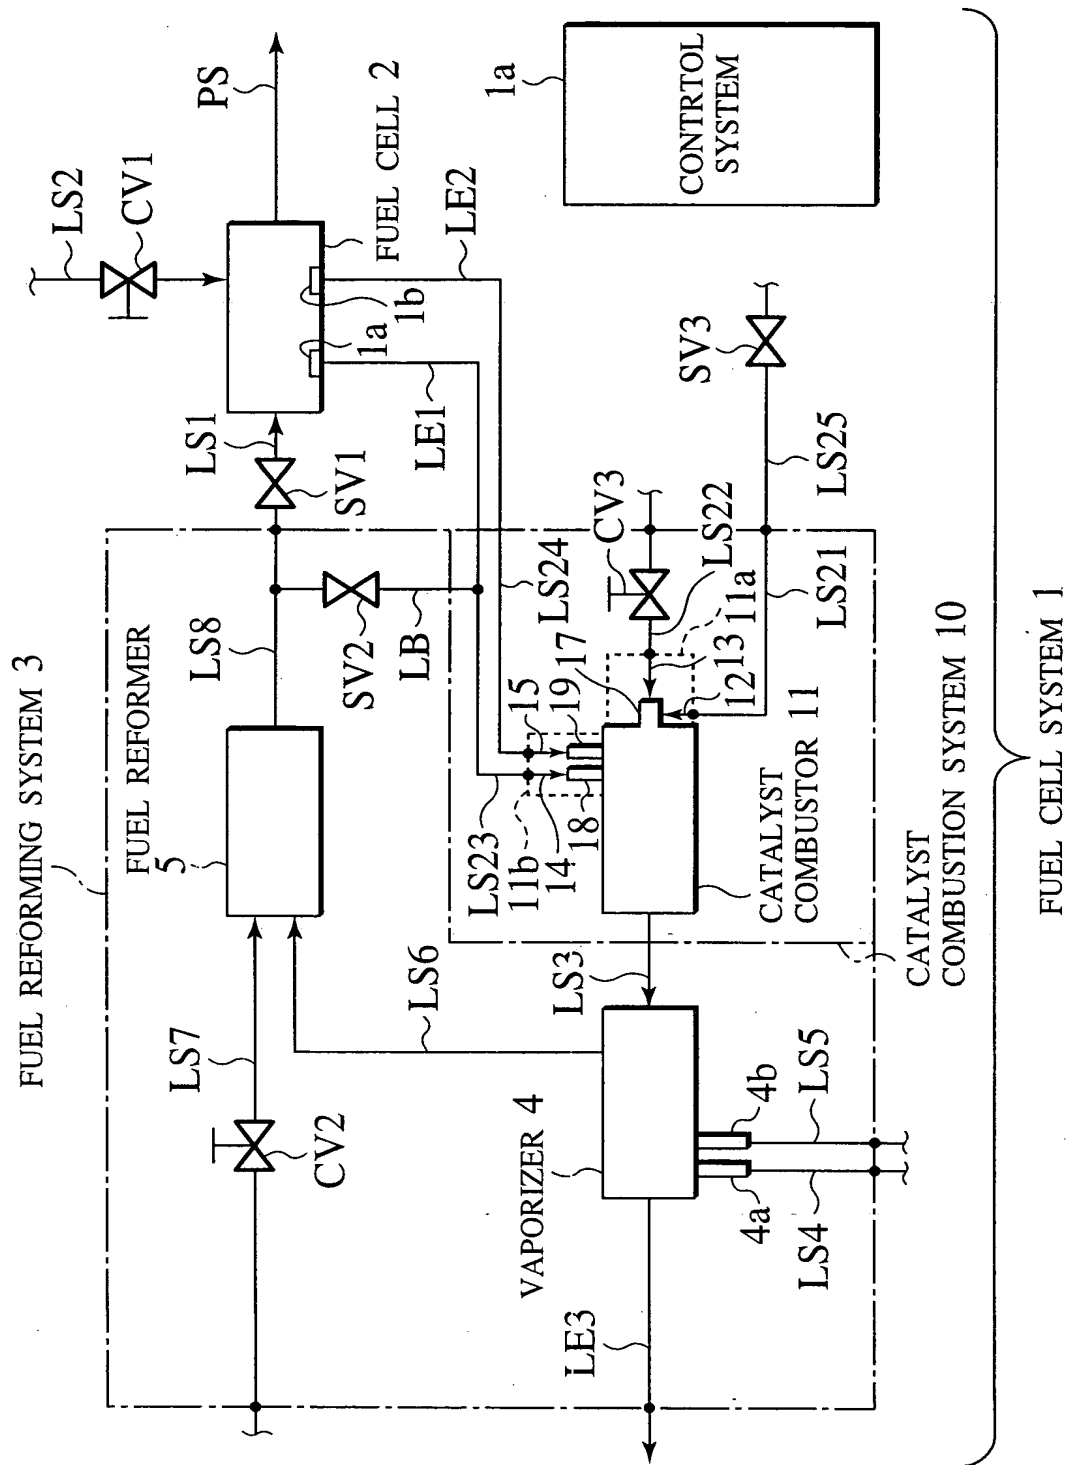 FUEL REFORMING SYSTEM 3
LS7
CV2
FUEL REFORMER
5
LS8
SV2
LB
LS1
SV1
LS2
CV1
PS
FUEL CELL 2
1a
1b
LE1
LE2
LS6
LS23
11b
14
15
19
18
17
LS24
CV3
LS22
11a
13
12
LS21
LS25
SV3
1a
CONTRTOL
SYSTEM
LE3
VAPORIZER 4
4a
4b
LS4
LS5
LS3
CATALYST
COMBUSTOR 11
CATALYST
COMBUSTION SYSTEM 10
FUEL CELL SYSTEM 1